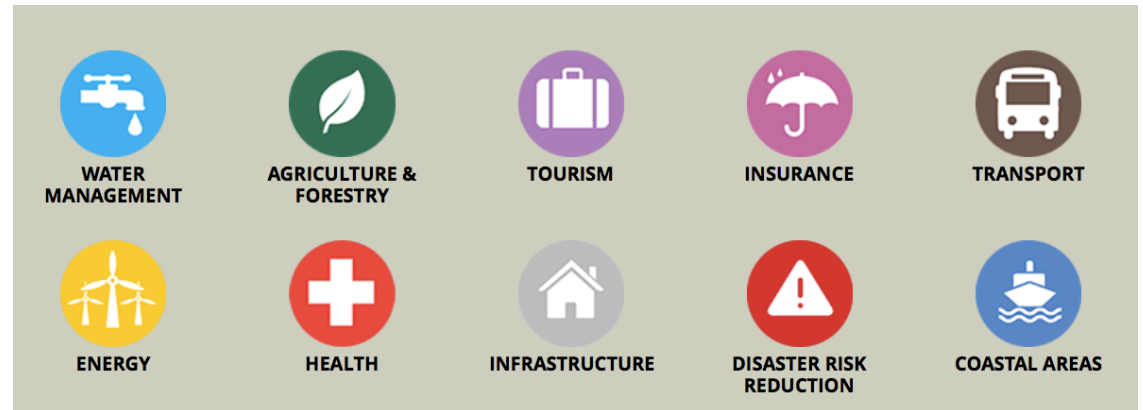 WATER
MANAGEMENT
AGRICULTURE &
FORESTRY
TOURISM
INSURANCE
TRANSPORT
ENERGY
HEALTH
INFRASTRUCTURE
DISASTER RISK
REDUCTION
COASTAL AREAS